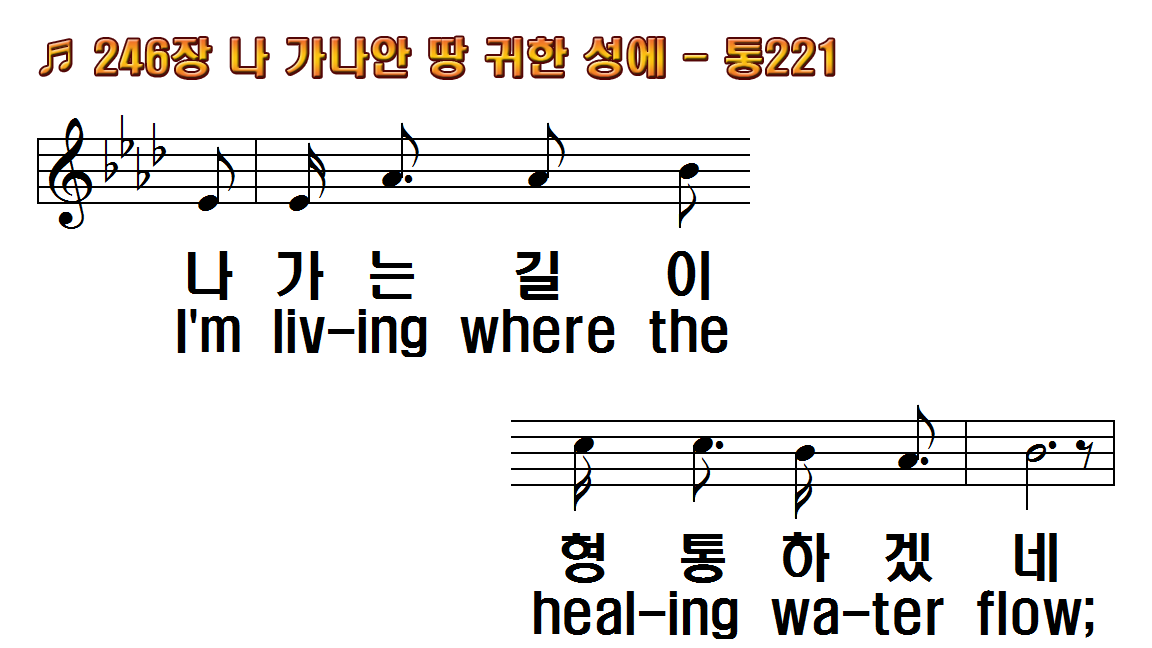 ♬ 246장 나 가나안 땅 귀한 성에 - 통221
나 가 는 길 이
I'm liv-ing where the
형 통 하 겠 네
heal-ing wa-ter flow;